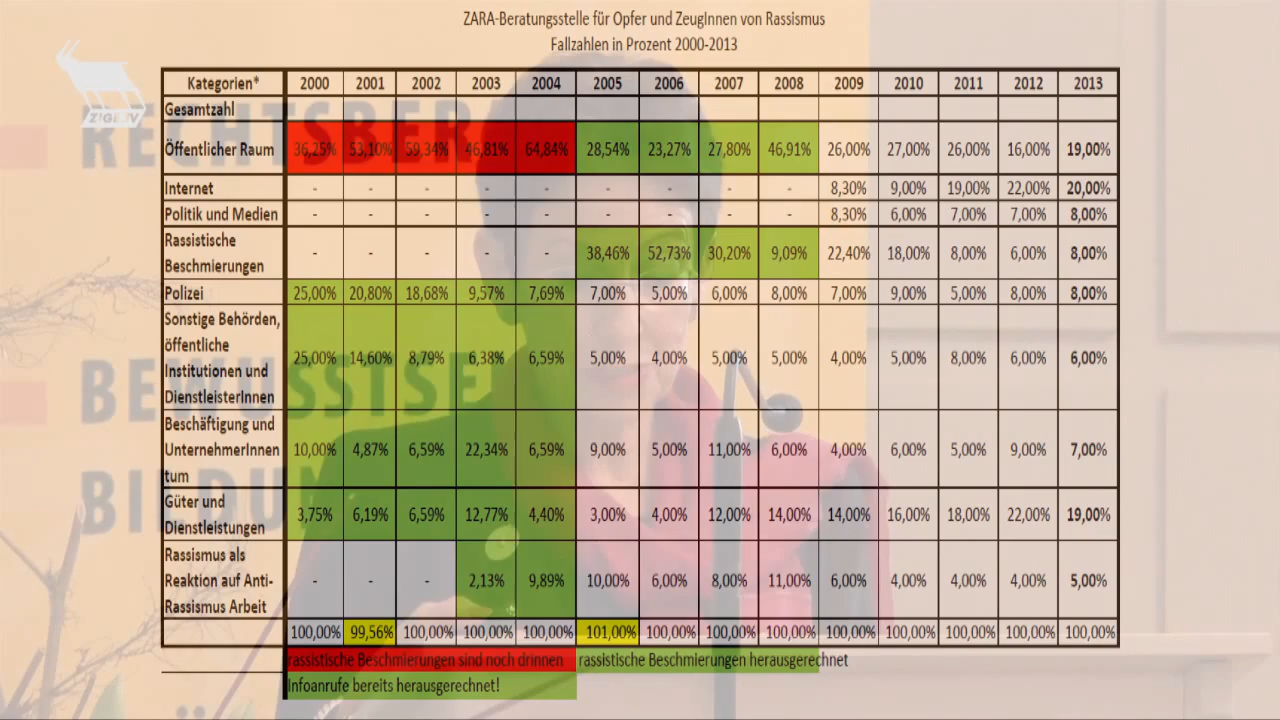 ZARA-Beratungsstelle für Opfer und ZeugInnen von Rassismus
Fallzahlen in Prozent 2000-2013
Kategorien* 2000 2001 2002 2003 2004 2005 2006 2007 2008 2009 2010 2011 2012 2013
Gesamtzahl
Öffentlicher Raum 36,25% 53,10% 59,34% 46,81% 64,84% 28,54% 23,27% 27,80% 46,91% 26,00% 27,00% 26,00% 16,00% 19,00%
Internet - - - - - - - - - 8,30% 9,00% 19,00% 22,00% 20,00%
Politik und Medien - - - - - - - - - 8,30% 6,00% 7,00% 7,00% 8,00%
Rassistische
Beschmierungen - - - - - 38,46% 52,73% 30,20% 9,09% 22,40% 18,00% 8,00% 6,00% 8,00%
Polizei 25,00% 20,80% 18,68% 9,57% 7,69% 7,00% 5,00% 6,00% 8,00% 7,00% 9,00% 5,00% 8,00% 8,00%
Sonstige Behörden,
öffentliche
Institutionen und
DienstleisterInnen 25,00% 14,60% 8,79% 6,38% 6,59% 5,00% 4,00% 5,00% 5,00% 4,00% 5,00% 8,00% 6,00% 6,00%
Beschäftigung und
UnternehmerInnen
tum 10,00% 4,87% 6,59% 22,34% 6,59% 9,00% 5,00% 11,00% 6,00% 4,00% 6,00% 5,00% 9,00% 7,00%
Güter und
Dienstleistungen 3,75% 6,19% 6,59% 12,77% 4,40% 3,00% 4,00% 12,00% 14,00% 14,00% 16,00% 18,00% 22,00% 19,00%
Rassismus als
Reaktion auf Anti-
Rassismus Arbeit - - - 2,13% 9,89% 10,00% 6,00% 8,00% 11,00% 6,00% 4,00% 4,00% 4,00% 5,00%
100,00% 99,56% 100,00% 100,00% 100,00% 101,00% 100,00% 100,00% 100,00% 100,00% 100,00% 100,00% 100,00% 100,00%
rassistische Beschmierungen sind noch drinnen rassistische Beschmierungen herausgerechnet
Infoanrufe bereits herausgerechnet!
ZIGE.TV
RECHTSBER
BEWUSSTSE
BILDU